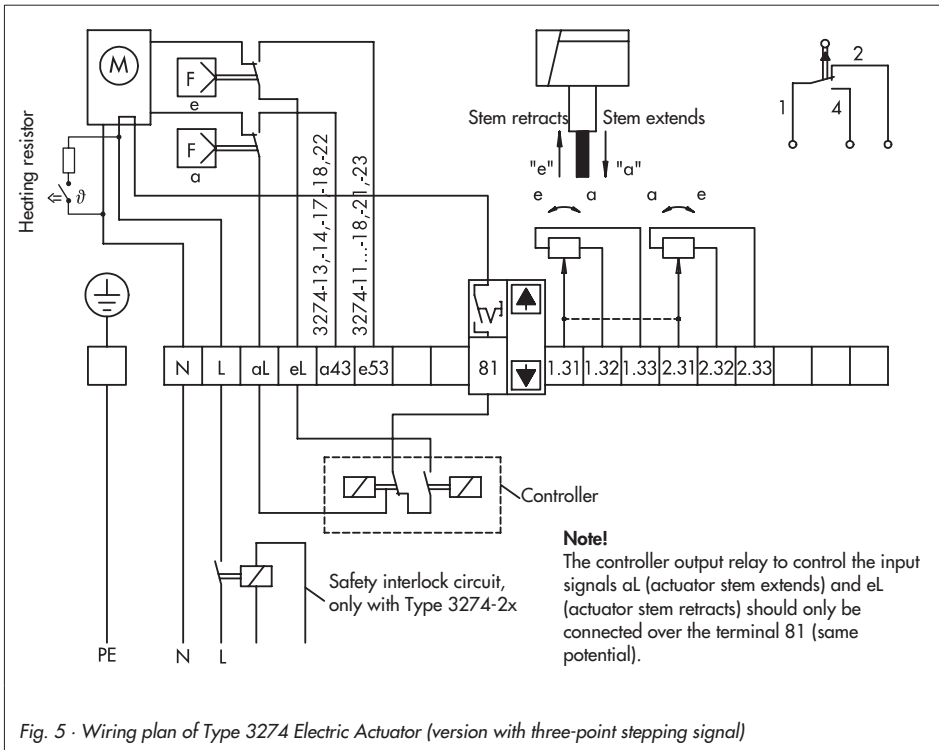 M
F
e
F
a
Heating resistor
ϑ
3274-13,-14,-17,-18,-22
3274-11...-18,-21,-23
Stem retracts
Stem extends
"e"
"a"
e a
a e
1
2
4
N
L
aL
eL
a43
e53
81
1.31
1.32
1.33
2.31
2.32
2.33
Controller
Safety interlock circuit,
only with Type 3274-2x
PE
N
L
Note!
The controller output relay to control the input
signals aL (actuator stem extends) and eL
(actuator stem retracts) should only be
connected over the terminal 81 (same
potential).
Fig. 5 · Wiring plan of Type 3274 Electric Actuator (version with three-point stepping signal)